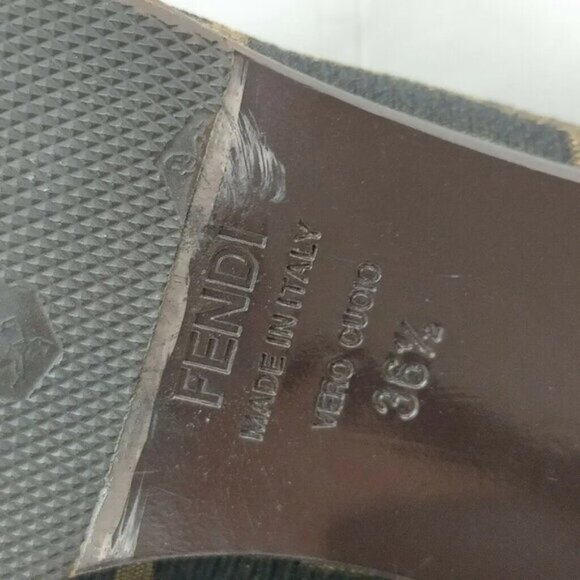 FENDI
MADE IN ITALY
VERO CUOIO
36½